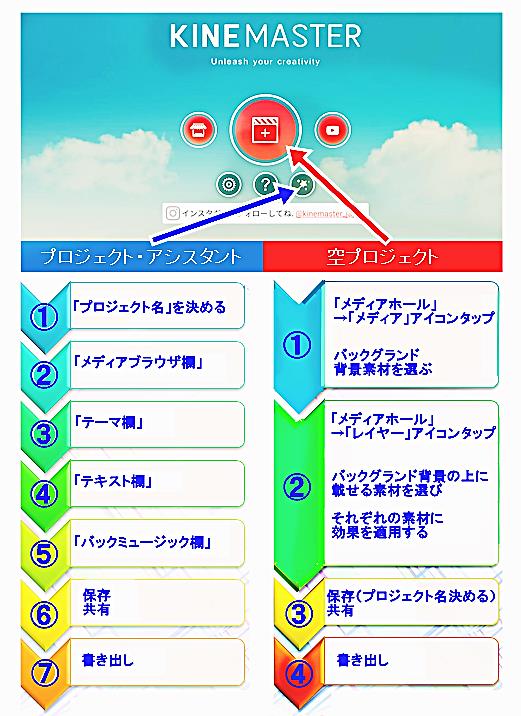 KINEMASTER
Unleash your creativity
?
インスタ
ォローしてね。@kinemaster_j
プロジェクト・アシスタント
空プロジェクト
① 「プロジェクト名」を決める
② 「メディアブラウザ欄」
③ 「テーマ欄」
④ 「テキスト欄」
⑤ 「バックミュージック欄」
⑥ 保存
共有
⑦ 書き出し
① 「メディアホール」
→「メディア」アイコンタップ
バックグランド
背景素材を選ぶ
② 「メディアホール」
→「レイヤー」アイコンタップ
バックグランド背景の上に
載せる素材を選び
それぞれの素材に
効果を適用する
③ 保存(プロジェクト名決める)
共有
④ 書き出し